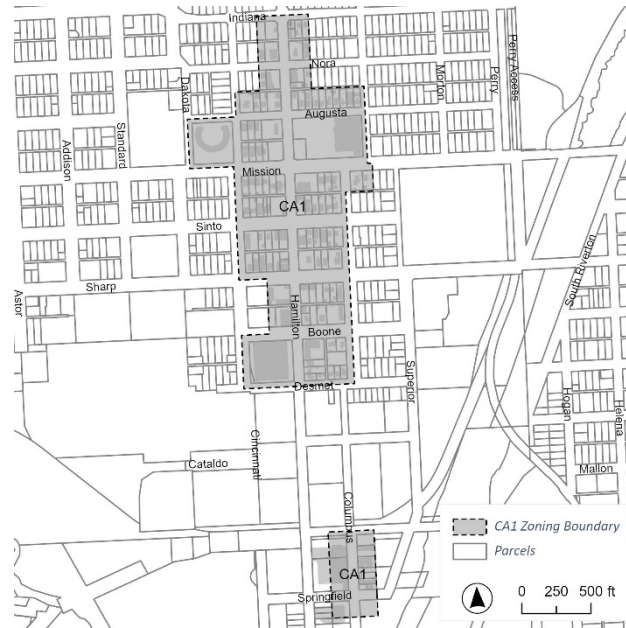 Indiana
Nora
Dakota
Morton
Perry
Perry Access
Augusta
Addison
Standard
Mission
CA1
Sinto
Sharp
Astor
Hamilton
Boone
South Riverton
Desmet
Superior
Hogan
Helena
Cincinnati
Cataldo
Mallon
Columbus
CA1
Springfield
CA1 Zoning Boundary
Parcels
0 250 500 ft